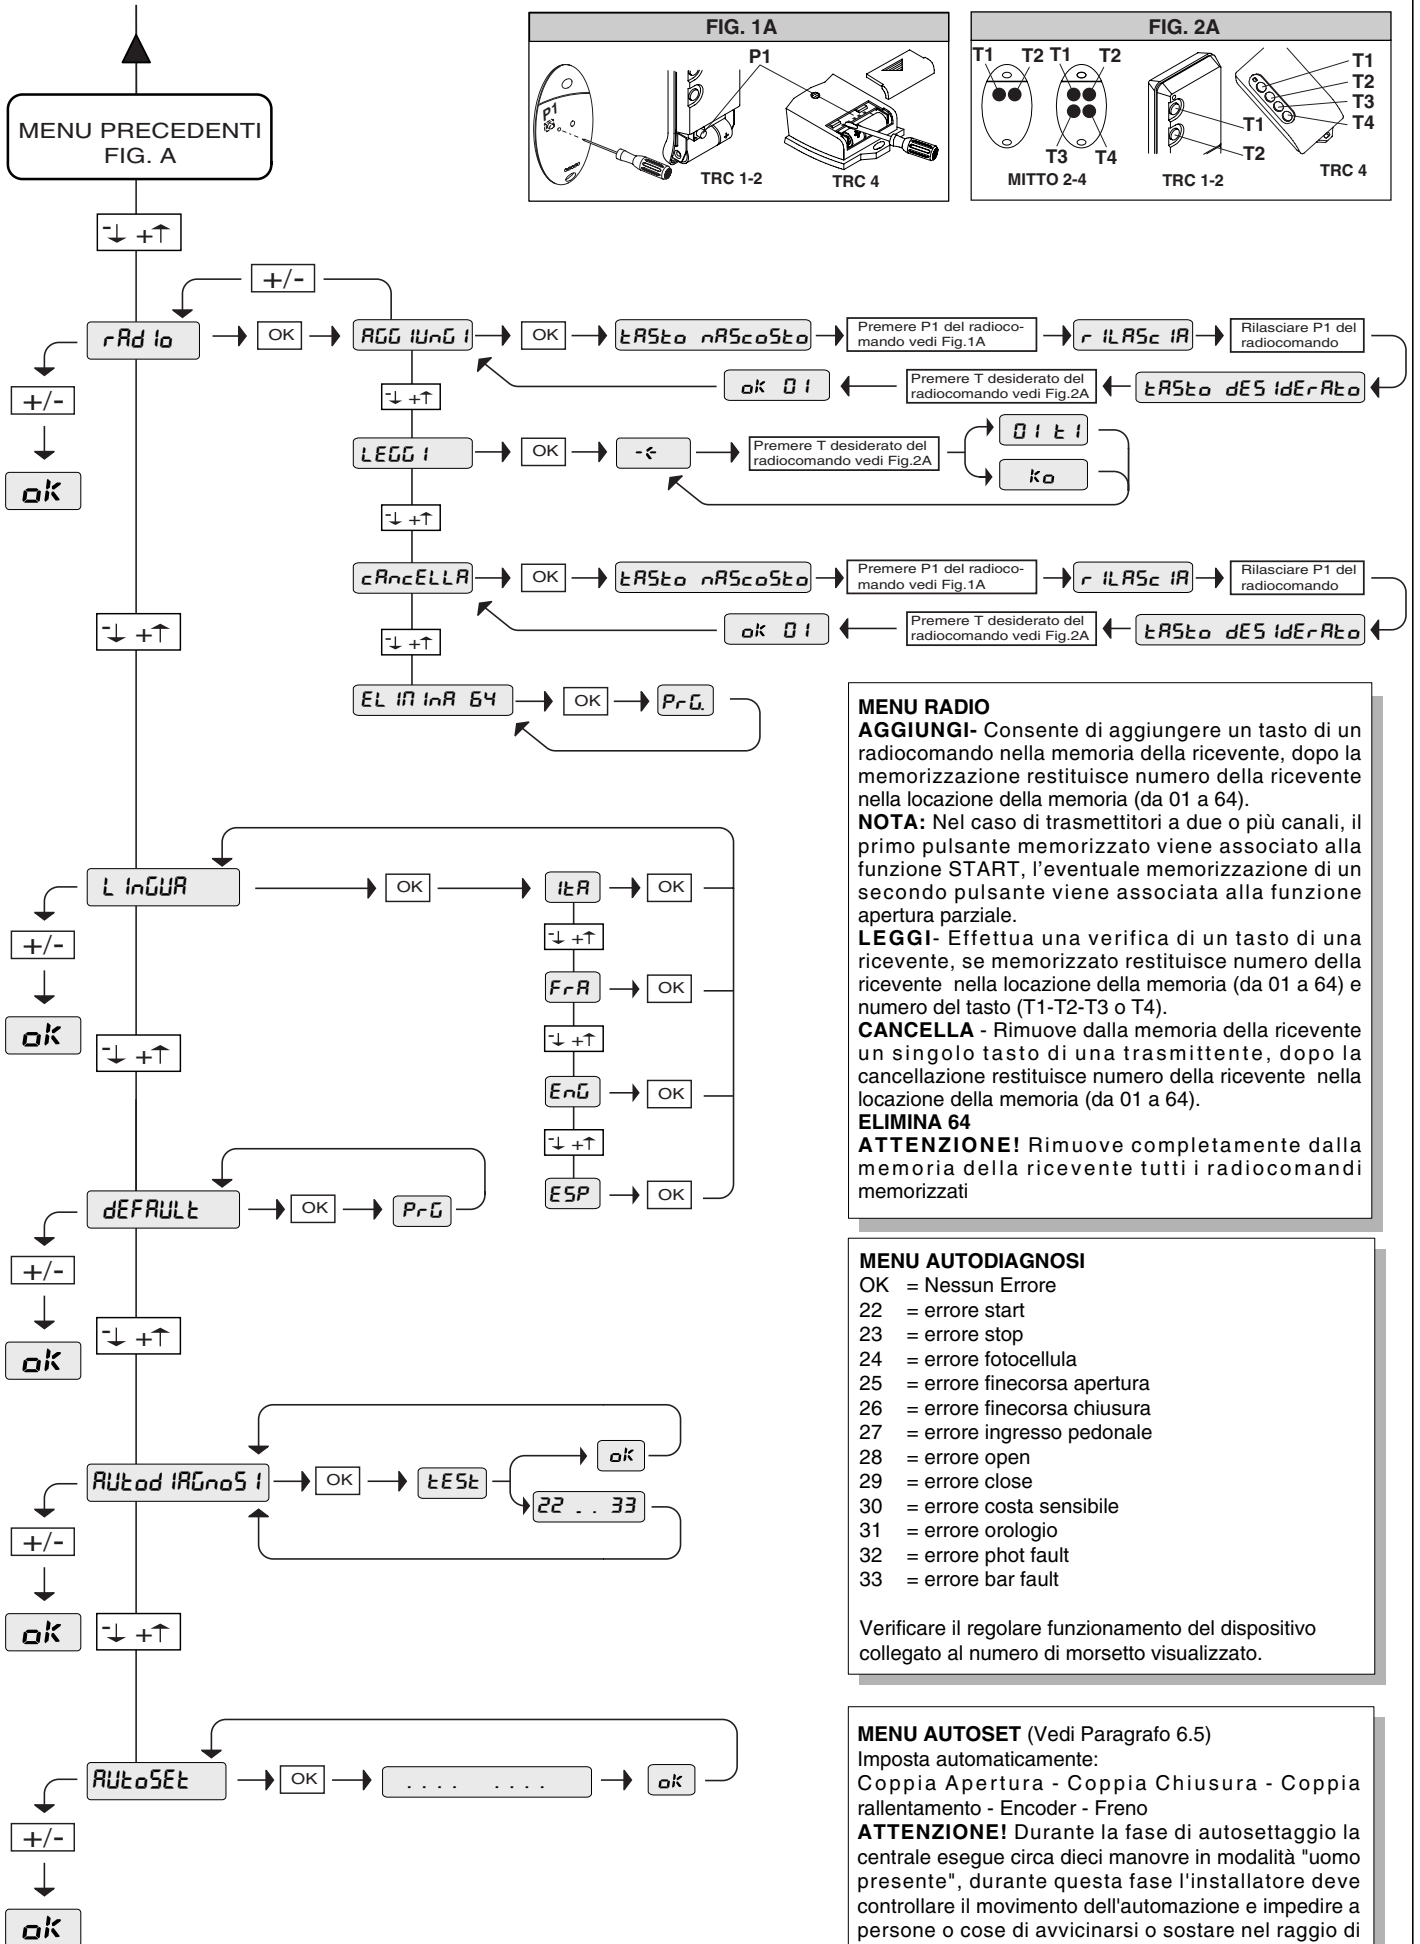 FIG. 1A
P1
P1
TRC 1-2
TRC 4
FIG. 2A
T1 T2 T1 T2
T3 T4
MITTO 2-4
T1
T2
TRC 1-2
T1
T2
T3
T4
TRC 4
MENU PRECEDENTI
FIG. A
-↓ +↑
+/-
rAdIo
OK
AGGIUnGI
OK
tASto nAScoSto
Premere P1 del radioco-
mando vedi Fig.1A
rILAScIA
Rilasciare P1 del
radiocomando
tASto dESIdErAto
Premere T desiderato del
radiocomando vedi Fig.2A
oK 01
+/-
oK
-↓ +↑
LEGGI
OK
-<-
Premere T desiderato del
radiocomando vedi Fig.2A
01 t1
Ko
-↓ +↑
cAncELLA
OK
tASto nAScoSto
Premere P1 del radioco-
mando vedi Fig.1A
rILAScIA
Rilasciare P1 del
radiocomando
tASto dESIdErAto
Premere T desiderato del
radiocomando vedi Fig.2A
oK 01
-↓ +↑
-↓ +↑
ELIMInA 64
OK
PrG.
LInGUA
OK
ItA
OK
-↓ +↑
FrA
OK
-↓ +↑
EnG
OK
-↓ +↑
ESP
OK
+/-
oK
-↓ +↑
dEFAULt
OK
PrG
+/-
oK
-↓ +↑
AUtodIAGnoSI
OK
tESt
oK
22 . . 33
+/-
oK
-↓ +↑
AUtoSEt
OK
. . . . . . . .
oK
+/-
oK
MENU RADIO
AGGIUNGI- Consente di aggiungere un tasto di un
radiocomando nella memoria della ricevente, dopo la
memorizzazione restituisce numero della ricevente
nella locazione della memoria (da 01 a 64).
NOTA: Nel caso di trasmettitori a due o più canali, il
primo pulsante memorizzato viene associato alla
funzione START, l'eventuale memorizzazione di un
secondo pulsante viene associata alla funzione
apertura parziale.
LEGGI- Effettua una verifica di un tasto di una
ricevente, se memorizzato restituisce numero della
ricevente nella locazione della memoria (da 01 a 64) e
numero del tasto (T1-T2-T3 o T4).
CANCELLA - Rimuove dalla memoria della ricevente
un singolo tasto di una trasmittente, dopo la
cancellazione restituisce numero della ricevente nella
locazione della memoria (da 01 a 64).
ELIMINA 64
ATTENZIONE! Rimuove completamente dalla
memoria della ricevente tutti i radiocomandi
memorizzati
MENU AUTODIAGNOSI
OK = Nessun Errore
22 = errore start
23 = errore stop
24 = errore fotocellula
25 = errore finecorsa apertura
26 = errore finecorsa chiusura
27 = errore ingresso pedonale
28 = errore open
29 = errore close
30 = errore costa sensibile
31 = errore orologio
32 = errore phot fault
33 = errore bar fault
Verificare il regolare funzionamento del dispositivo
collegato al numero di morsetto visualizzato.
MENU AUTOSET (Vedi Paragrafo 6.5)
Imposta automaticamente:
Coppia Apertura - Coppia Chiusura - Coppia
rallentamento - Encoder - Freno
ATTENZIONE! Durante la fase di autosettaggio la
centrale esegue circa dieci manovre in modalità "uomo
presente", durante questa fase l'installatore deve
controllare il movimento dell'automazione e impedire a
persone o cose di avvicinarsi o sostare nel raggio di